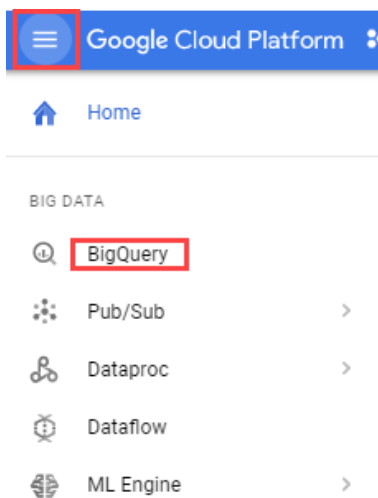 Google Cloud Platform
Home
BIG DATA
BigQuery
Pub/Sub
Dataproc
Dataflow
ML Engine